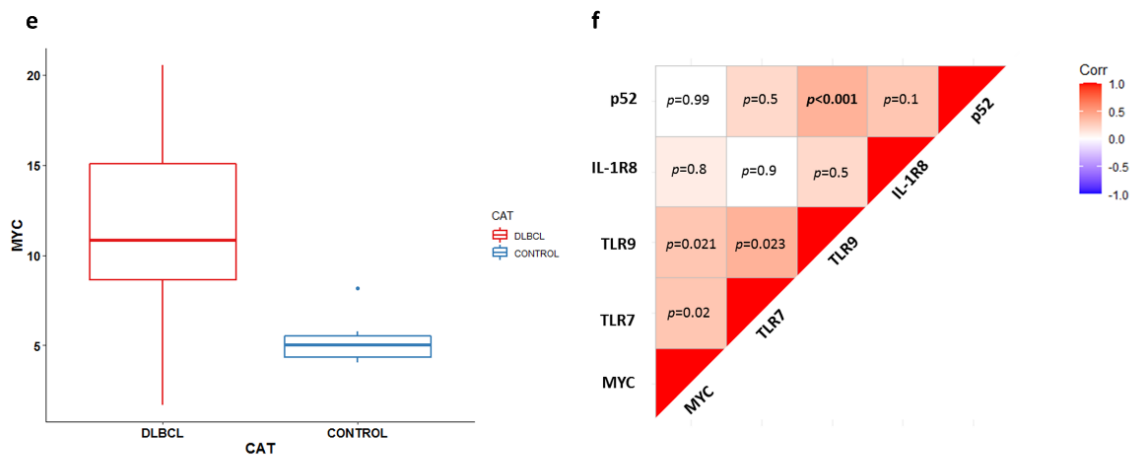 e
MYC
20
15
10
5
DLBCL
CONTROL
CAT
CAT
DLBCL
CONTROL
f
p52
p=0.99
p=0.5
p<0.001
p=0.1
p52
IL-1R8
p=0.8
p=0.9
p=0.5
IL-1R8
TLR9
p=0.021
p=0.023
TLR9
TLR7
p=0.02
TLR7
MYC
MYC
Corr
1.0
0.5
0.0
-0.5
-1.0